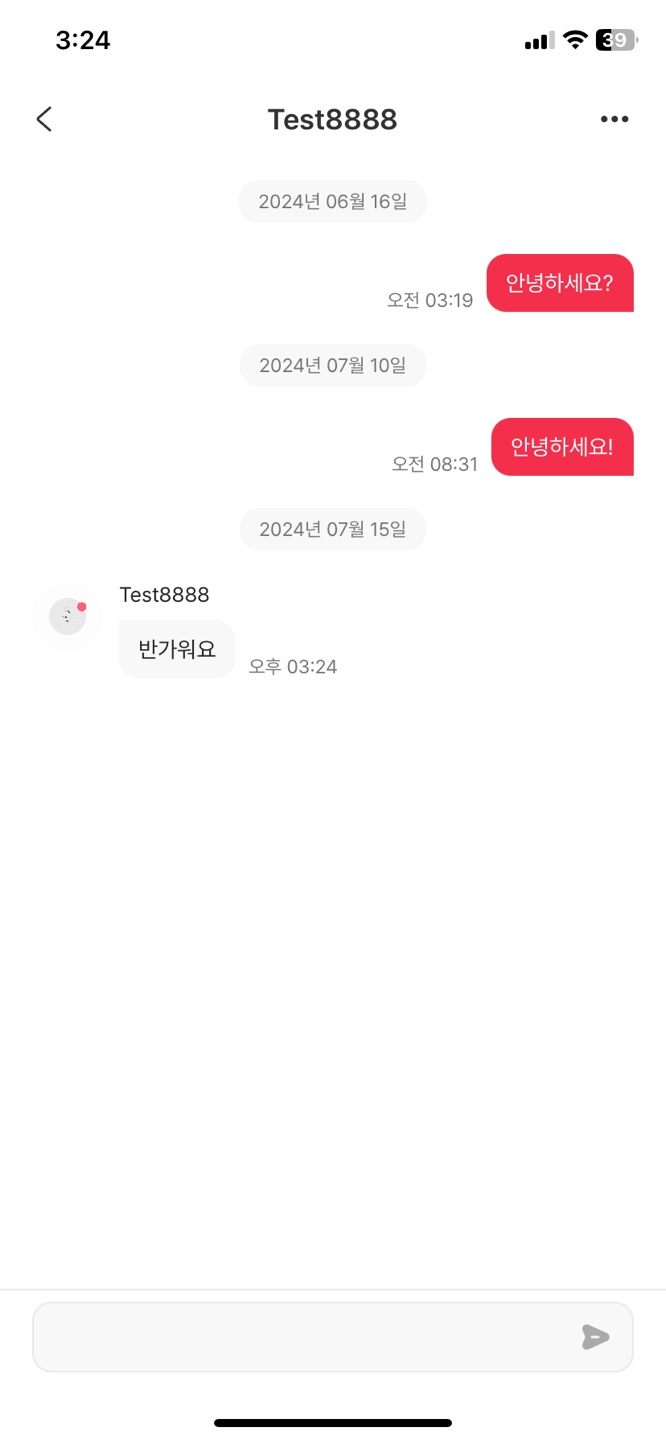 3:24
39
Test8888
2024년 06월 16일
오전 03:19
안녕하세요?
2024년 07월 10일
오전 08:31
안녕하세요!
2024년 07월 15일
Test8888
반가워요
오후 03:24